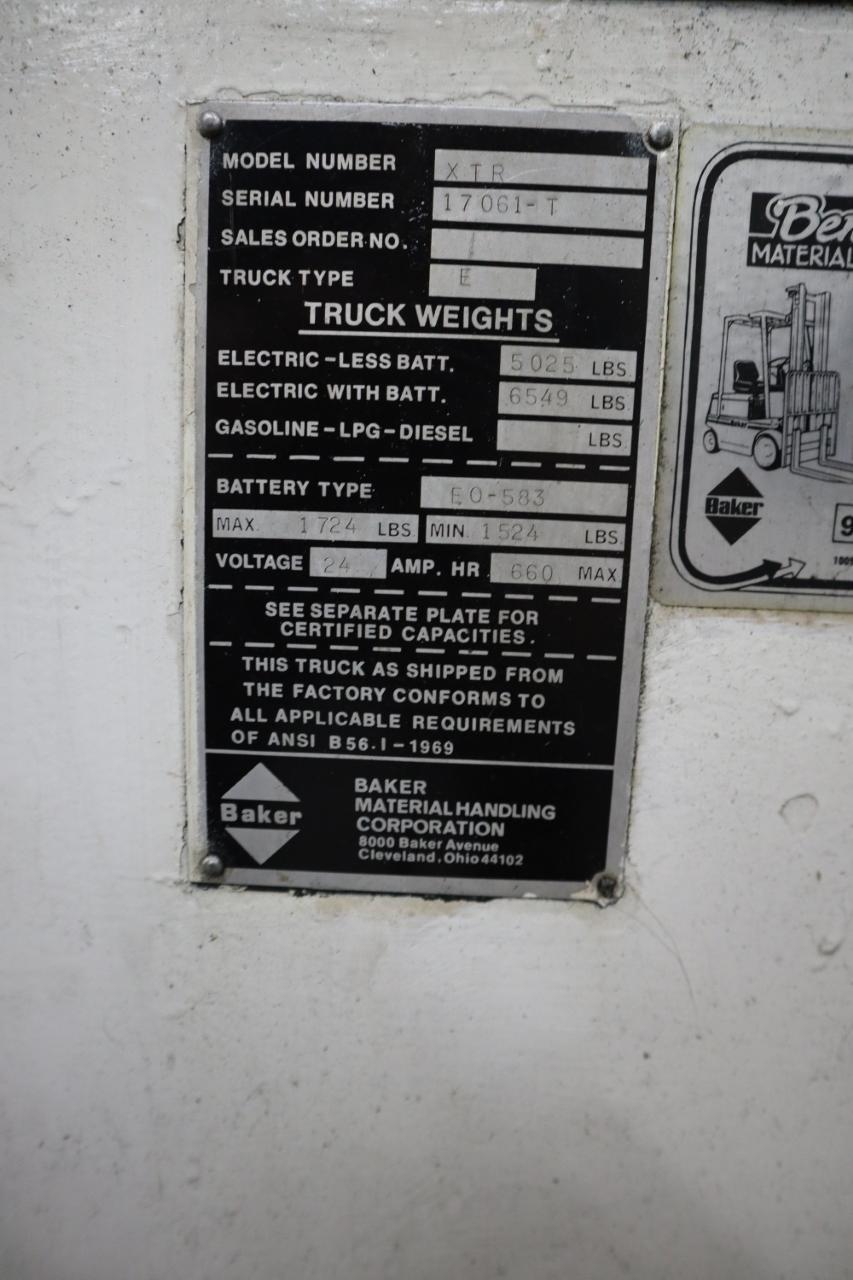 MODEL NUMBER XTR
SERIAL NUMBER 17061-T
SALES ORDER NO.
TRUCK TYPE E
TRUCK WEIGHTS
ELECTRIC-LESS BATT. 5025 LBS
ELECTRIC WITH BATT. 6549 LBS.
GASOLINE-LPG-DIESEL LBS.
BATTERY TYPE EO-583
MAX. 1724 LBS. MIN. 1524 LBS.
VOLTAGE 24 AMP. HR. 660 MAX
SEE SEPARATE PLATE FOR
CERTIFIED CAPACITIES.
THIS TRUCK AS SHIPPED FROM
THE FACTORY CONFORMS TO
ALL APPLICABLE REQUIREMENTS
OF ANSI B56.1-1969
Baker
BAKER
MATERIAL HANDLING
CORPORATION
8000 Baker Avenue
Cleveland, Ohio 44102
MATERIAL
Baker
9